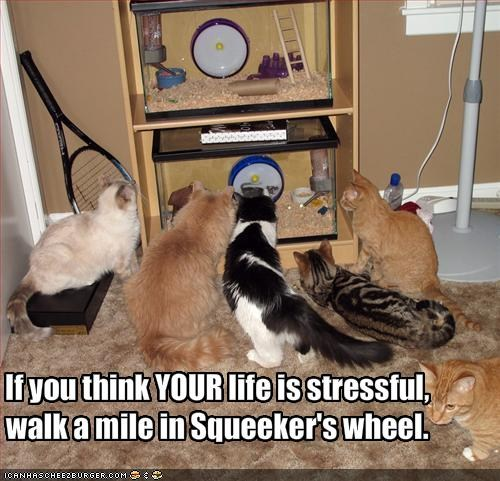 If you think YOUR life is stressful,
walk a mile in Squeeker's wheel.
ICANHASCHEEZBURGER.COM